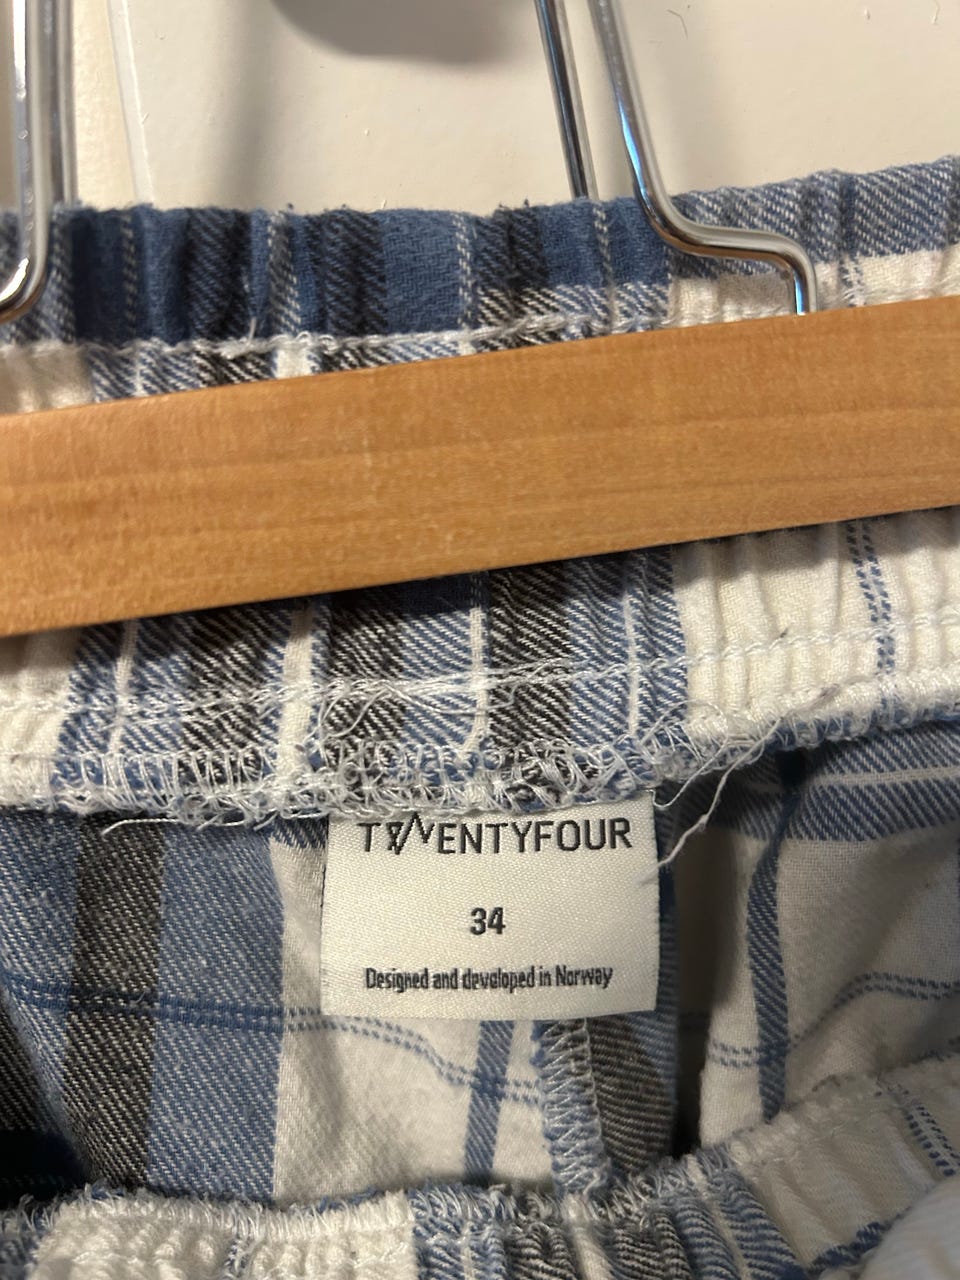 TWENTYFOUR
34
Designed and developed in Norway